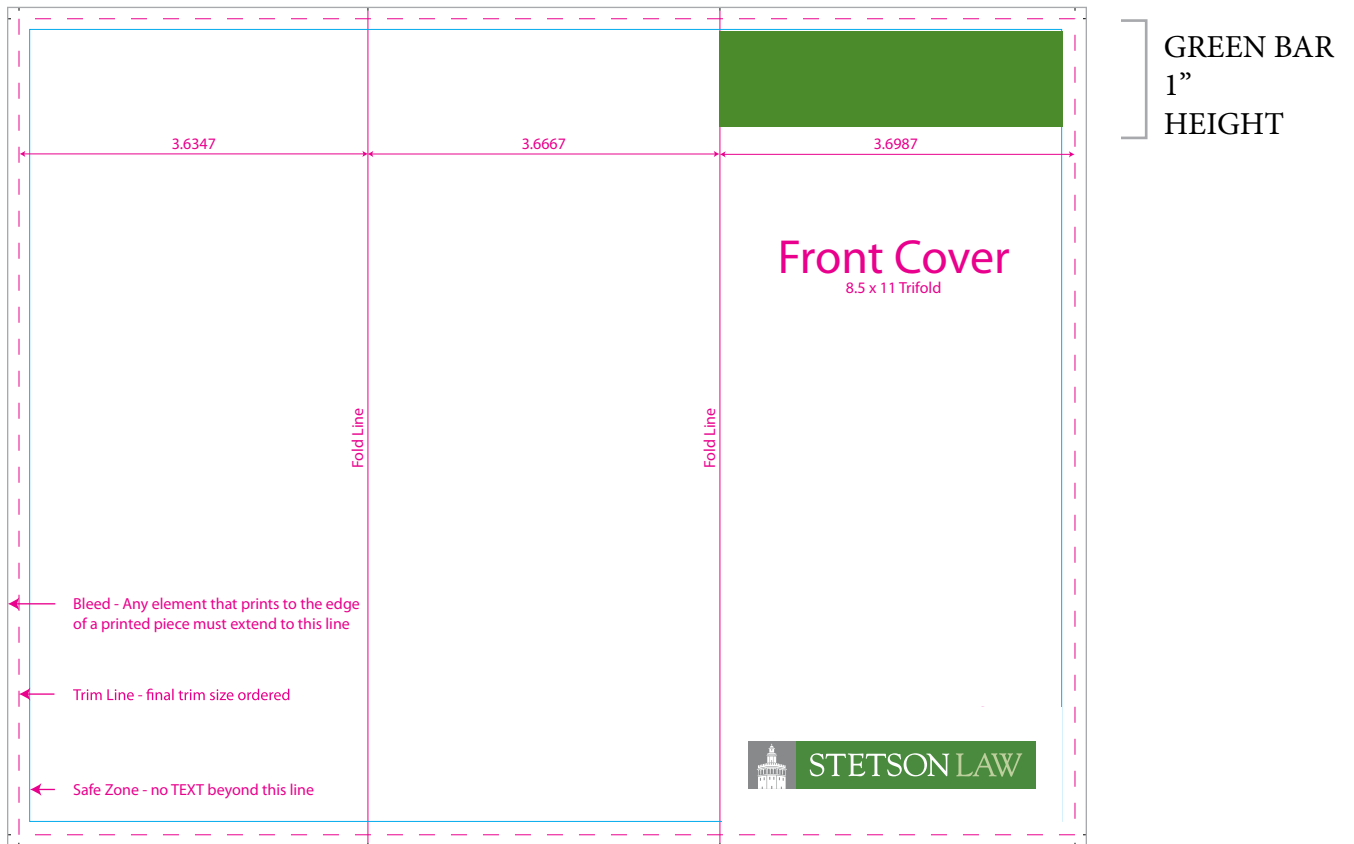 GREEN BAR
1”
HEIGHT
3.6347
3.6667
3.6987
Front Cover
8.5 x 11 Trifold
Fold Line
Fold Line
Bleed - Any element that prints to the edge
of a printed piece must extend to this line
Trim Line - final trim size ordered
Safe Zone - no TEXT beyond this line
STETSON LAW